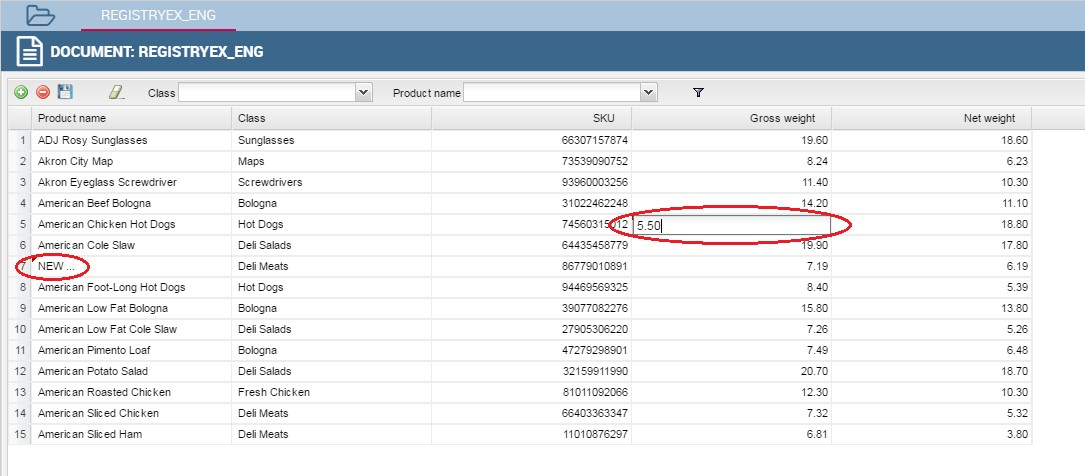 REGISTRYEX_ENG
DOCUMENT: REGISTRYEX_ENG
Class Product name
Product name Class SKU Gross weight Net weight
1 ADJ Rosy Sunglasses Sunglasses 66307157874 19.60 18.60
2 Akron City Map Maps 73539090752 8.24 6.23
3 Akron Eyeglass Screwdriver Screwdrivers 93960003256 11.40 10.30
4 American Beef Bologna Bologna 31022462248 14.20 11.10
5 American Chicken Hot Dogs Hot Dogs 74560315012 5.50 18.80
6 American Cole Slaw Deli Salads 64435458779 19.90 17.80
7 NEW ... Deli Meats 86779010891 7.19 6.19
8 American Foot-Long Hot Dogs Hot Dogs 94469569325 8.40 5.39
9 American Low Fat Bologna Bologna 39077082276 15.80 13.80
10 American Low Fat Cole Slaw Deli Salads 27905306220 7.26 5.26
11 American Pimento Loaf Bologna 47279298901 7.49 6.48
12 American Potato Salad Deli Salads 32159911990 20.70 18.70
13 American Roasted Chicken Fresh Chicken 81011092066 12.30 10.30
14 American Sliced Chicken Deli Meats 66403363347 7.32 5.32
15 American Sliced Ham Deli Meats 11010876297 6.81 3.80